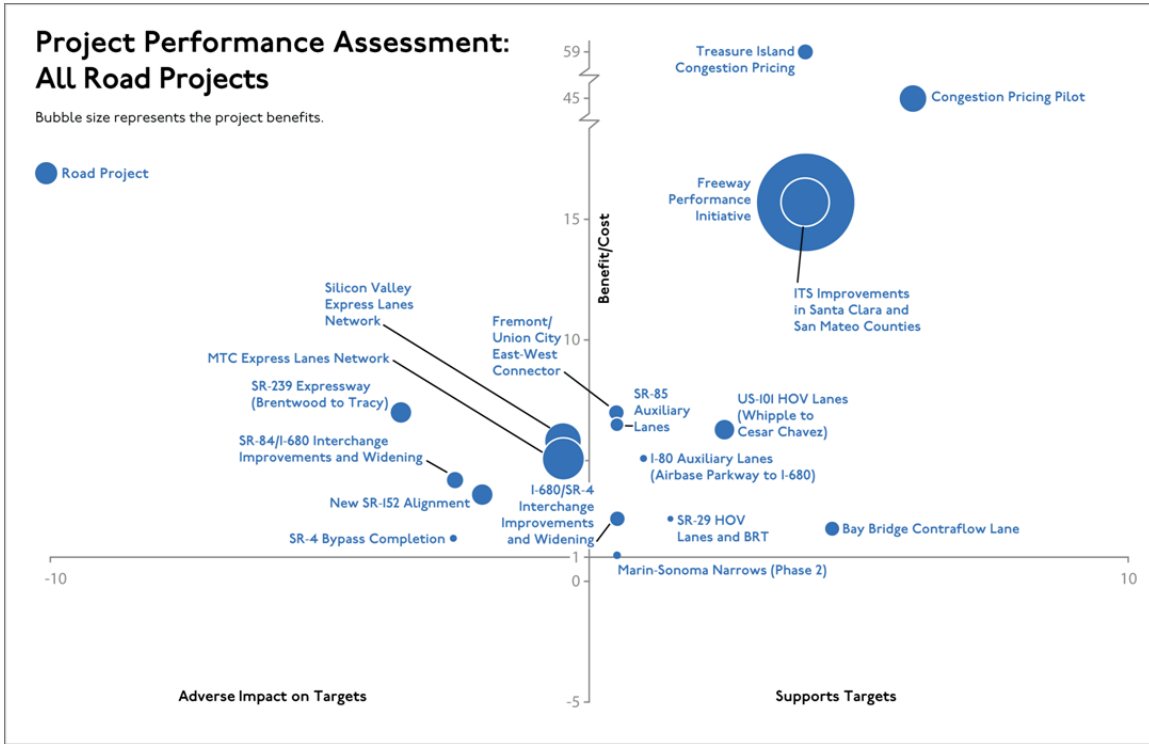 Project Performance Assessment:
All Road Projects
Bubble size represents the project benefits.
Road Project
59
45
15
10
1
0
-5
-10
10
Benefit/Cost
Treasure Island
Congestion Pricing
Congestion Pricing Pilot
Freeway
Performance
Initiative
ITS Improvements
in Santa Clara and
San Mateo Counties
Silicon Valley
Express Lanes
Network
MTC Express Lanes Network
Fremont/
Union City
East-West
Connector
SR-239 Expressway
(Brentwood to Tracy)
SR-85
Auxiliary
Lanes
US-101 HOV Lanes
(Whipple to
Cesar Chavez)
SR-84/I-680 Interchange
Improvements and Widening
I-80 Auxiliary Lanes
(Airbase Parkway to I-680)
New SR-152 Alignment
I-680/SR-4
Interchange
Improvements
and Widening
SR-4 Bypass Completion
SR-29 HOV
Lanes and BRT
Bay Bridge Contraflow Lane
Marin-Sonoma Narrows (Phase 2)
Adverse Impact on Targets
Supports Targets